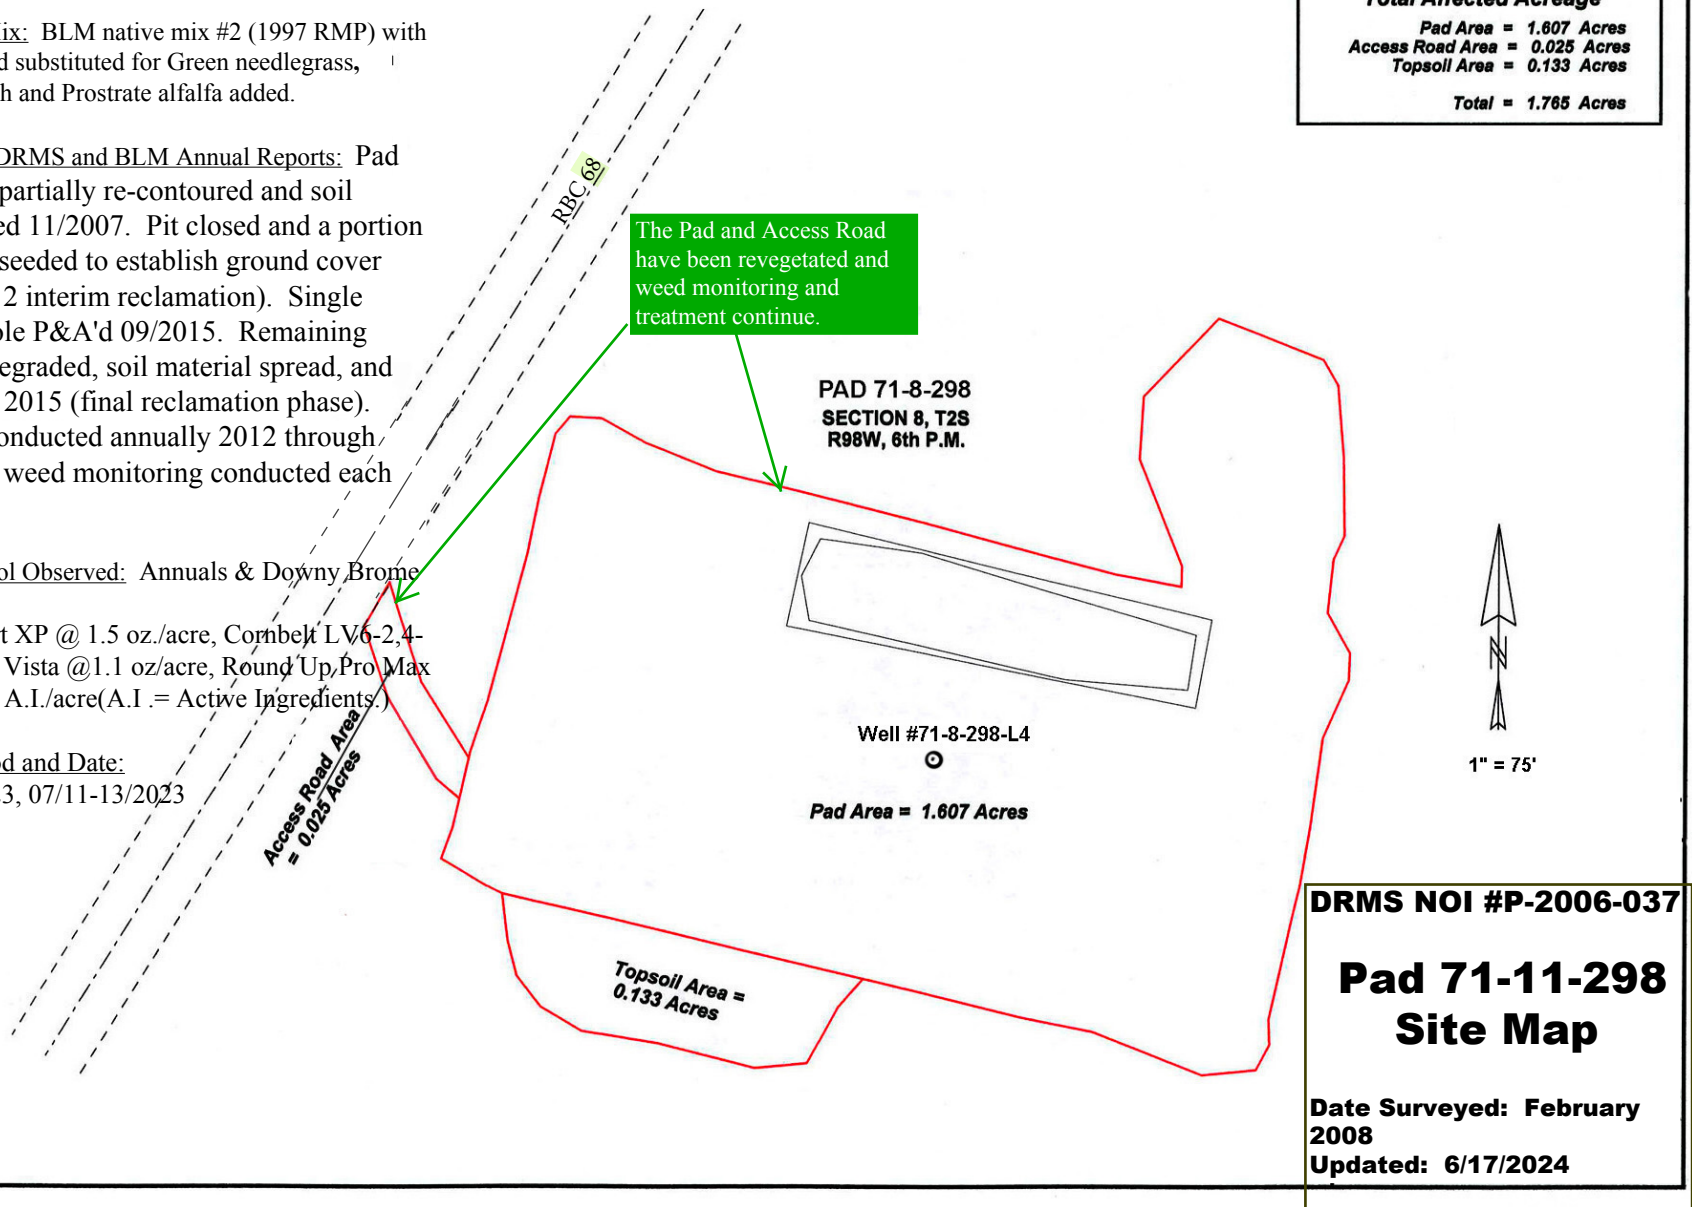 ix: BLM native mix #2 (1997 RMP) with
d substituted for Green needlegrass,
h and Prostrate alfalfa added.
DRMS and BLM Annual Reports: Pad
partially re-contoured and soil
ed 11/2007. Pit closed and a portion
seeded to establish ground cover
2 interim reclamation). Single
ole P&A'd 09/2015. Remaining
egraded, soil material spread, and
2015 (final reclamation phase).
onducted annually 2012 through
weed monitoring conducted each
ol Observed: Annuals & Downy Brome
t XP @ 1.5 oz./acre, Cornbelt LV6-2,4-
Vista @1.1 oz/acre, Round Up Pro Max
A.I./acre(A.I .= Active Ingredients.)
od and Date:
3, 07/11-13/2023
RBC 68
The Pad and Access Road
have been revegetated and
weed monitoring and
treatment continue.
Total Affected Acreage
Pad Area = 1.607 Acres
Access Road Area = 0.025 Acres
Topsoil Area = 0.133 Acres
Total = 1.765 Acres
PAD 71-8-298
SECTION 8, T2S
R98W, 6th P.M.
Well #71-8-298-L4
Pad Area = 1.607 Acres
Access Road Area
= 0.025 Acres
Topsoil Area =
0.133 Acres
N
1" = 75'
DRMS NOI #P-2006-037
Pad 71-11-298
Site Map
Date Surveyed: February
2008
Updated: 6/17/2024